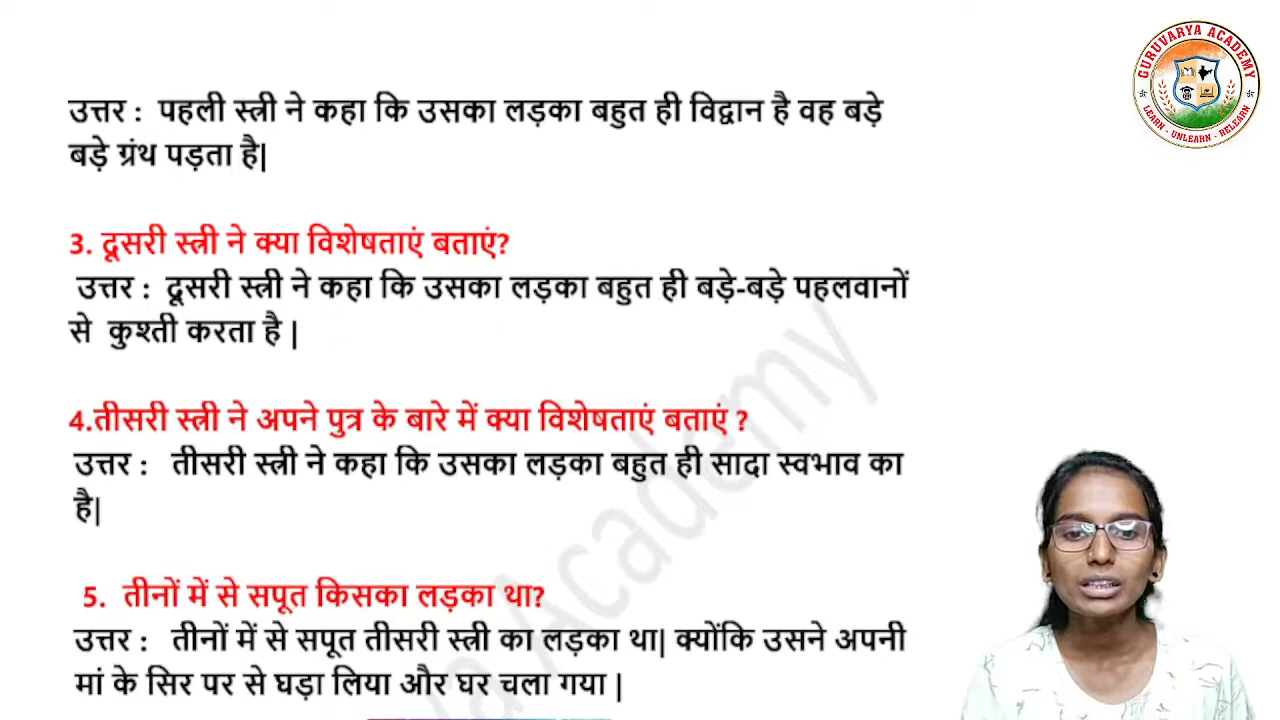 उत्तर : पहली स्त्री ने कहा कि उसका लड़का बहुत ही विद्वान है वह बड़े
बड़े ग्रंथ पड़ता है|
3. दूसरी स्त्री ने क्या विशेषताएं बताएं?
उत्तर : दूसरी स्त्री ने कहा कि उसका लड़का बहुत ही बड़े-बड़े पहलवानों
से कुश्ती करता है |
4.तीसरी स्त्री ने अपने पुत्र के बारे में क्या विशेषताएं बताएं ?
उत्तर : तीसरी स्त्री ने कहा कि उसका लड़का बहुत ही सादा स्वभाव का
है|
5. तीनों में से सपूत किसका लड़का था?
उत्तर : तीनों में से सपूत तीसरी स्त्री का लड़का था| क्योंकि उसने अपनी
मां के सिर पर से घड़ा लिया और घर चला गया |
GURUVARYA ACADEMY
LEARN - UNLEARN - RELEARN
Academy